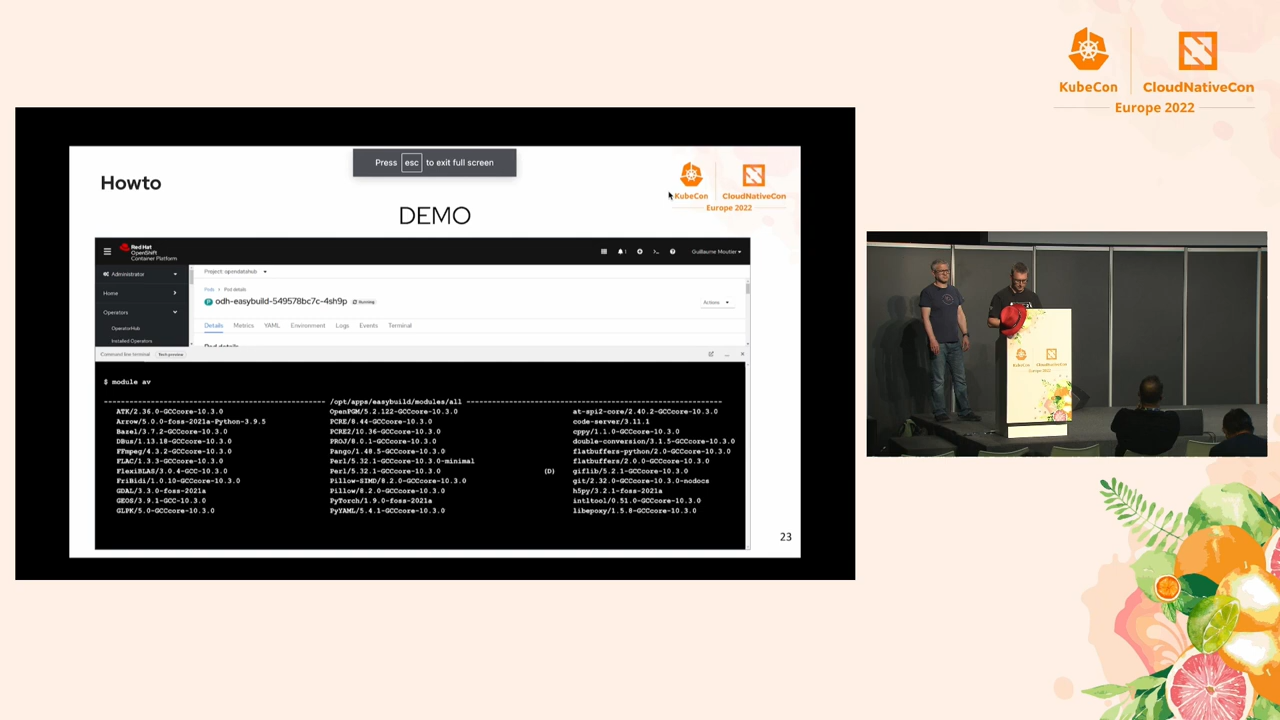 KubeCon
CloudNativeCon
Europe 2022
Press esc to exit full screen
Howto
KubeCon
CloudNativeCon
Europe 2022
DEMO
Red Hat
OpenShift
Container Platform
Guillaume Moutier
Administrator
Project: opendatahub
Home
Pods > Pod details
P odh-easybuild-549578bc7c-4sh9p Running
Actions
Operators
Details Metrics YAML Environment Logs Events Terminal
OperatorHub
Installed Operators
Pod details
Command line terminal Tech preview
$ module av
/opt/apps/easybuild/modules/all
ATK/2.36.0-GCCcore-10.3.0 OpenPGM/5.2.122-GCCcore-10.3.0 at-spi2-core/2.40.2-GCCcore-10.3.0
Arrow/5.0.0-foss-2021a-Python-3.9.5 PCRE/8.44-GCCcore-10.3.0 code-server/3.11.1
Bazel/3.7.2-GCCcore-10.3.0 PCRE2/10.36-GCCcore-10.3.0 cppy/1.1.0-GCCcore-10.3.0
DBus/1.13.18-GCCcore-10.3.0 PROJ/8.0.1-GCCcore-10.3.0 double-conversion/3.1.5-GCCcore-10.3.0
FFmpeg/4.3.2-GCCcore-10.3.0 Pango/1.48.5-GCCcore-10.3.0 flatbuffers-python/2.0-GCCcore-10.3.0
FLAC/1.3.3-GCCcore-10.3.0 Perl/5.32.1-GCCcore-10.3.0-minimal flatbuffers/2.0.0-GCCcore-10.3.0
FlexiBLAS/3.0.4-GCC-10.3.0 Perl/5.32.1-GCCcore-10.3.0 (D) giflib/5.2.1-GCCcore-10.3.0
FriBidi/1.0.10-GCCcore-10.3.0 Pillow-SIMD/8.2.0-GCCcore-10.3.0 git/2.32.0-GCCcore-10.3.0-nodocs
GDAL/3.3.0-foss-2021a Pillow/8.2.0-GCCcore-10.3.0 h5py/3.2.1-foss-2021a
GEOS/3.9.1-GCC-10.3.0 PyTorch/1.9.0-foss-2021a intltool/0.51.0-GCCcore-10.3.0
GLPK/5.0-GCCcore-10.3.0 PyYAML/5.4.1-GCCcore-10.3.0 libepoxy/1.5.8-GCCcore-10.3.0
23
KubeCon
CloudNativeCon
Europe 2022